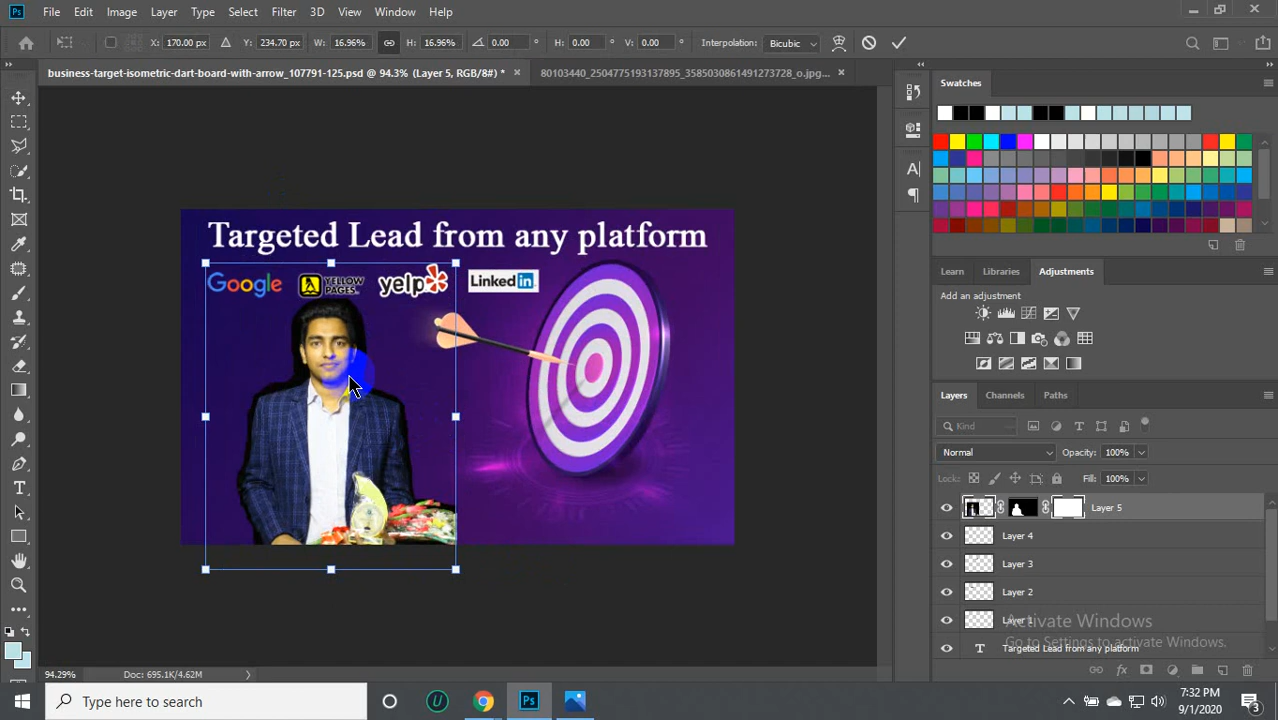 Ps File Edit Image Layer Type Select Filter 3D View Window Help
X: 170.00 px Y: 234.70 px W: 16.96% H: 16.96% 0.00 ° H: 0.00 ° V: 0.00 ° Interpolation: Bicubic
business-target-isometric-dart-board-with-arrow_107791-125.psd @ 94.3% (Layer 5, RGB/8#) * × 80103440_2504775193137895_3585030861491273728_o.jpg... ×
Swatches
Targeted Lead from any platform
Google YELLOW PAGES yelp Linked in
Learn Libraries Adjustments
Add an adjustment
Layers Channels Paths
Kind
Normal Opacity: 100%
Lock: Fill: 100%
Layer 5
Layer 4
Layer 3
Layer 2
Layer 1
T Targeted Lead from any platform
Activate Windows
Go to Settings to activate Windows.
94.29% Doc: 695.1K/4.62M
Type here to search
Ps
7:32 PM
9/1/2020
3